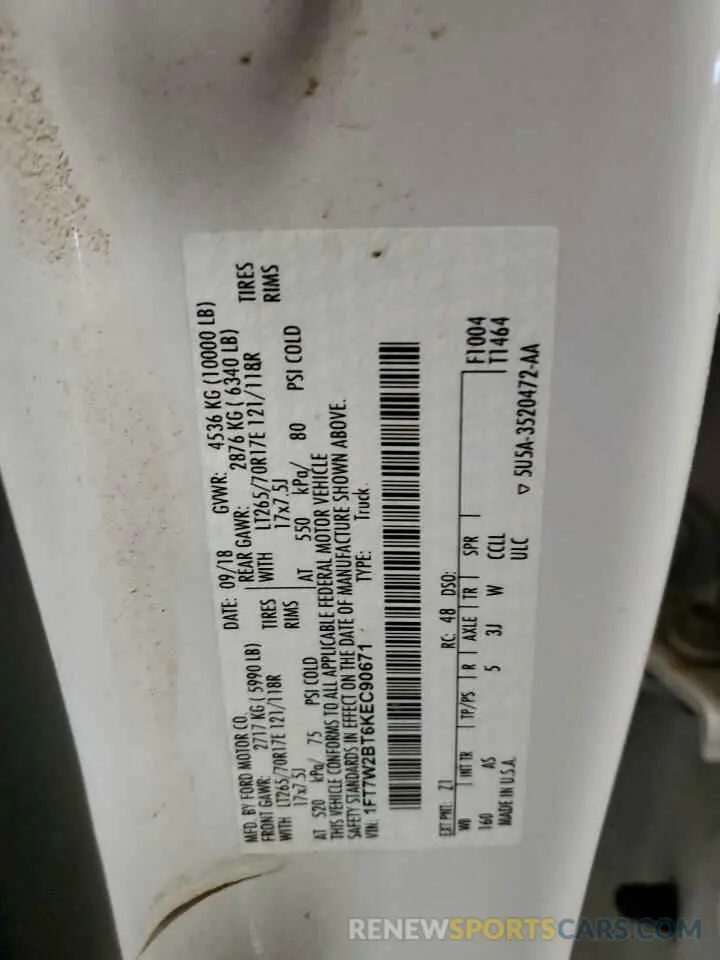 MFD. BY FORD MOTOR CO.
DATE: 09/18 GVWR: 4536 KG (10000 LB)
FRONT GAWR: 2717 KG ( 5990 LB) REAR GAWR: 2876 KG ( 6340 LB)
WITH LT265/70R17E 121/118R TIRES WITH LT265/70R17E 121/118R TIRES
17x7.5J RIMS 17x7.5J RIMS
AT 520 kPa/ 75 PSI COLD AT 550 kPa/ 80 PSI COLD
THIS VEHICLE CONFORMS TO ALL APPLICABLE FEDERAL MOTOR VEHICLE
SAFETY STANDARDS IN EFFECT ON THE DATE OF MANUFACTURE SHOWN ABOVE.
VIN: 1FT7W2BT6KEC90671 TYPE: Truck
EXT PNT: Z1 RC: 48 DSO:
WB INT TR TP/PS R AXLE TR SPR F1004
160 AS 5 3J W CCLL T1464
MADE IN U.S.A. ULC ▽ 5U5A-3520472-AA
RENEWSPORTSCARS.COM